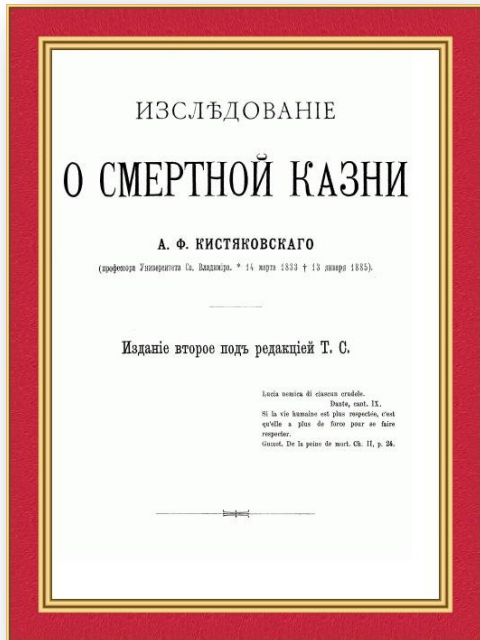 ИЗСЛѢДОВАНІЕ
О СМЕРТНОЙ КАЗНИ
А. Ф. КИСТЯКОВСКАГО
(профессора Университета Св. Владиміра. * 14 марта 1833 † 13 января 1885).
Изданіе второе подъ редакціей Т. С.
Lucia nemica di ciascun crudele.
Dante, cant. IX.
Si la vie humaine est plus respectée, c'est
qu'elle a plus de force pour se faire
respecter.
Guizot. De la peine de mort. Ch. II, p. 26.